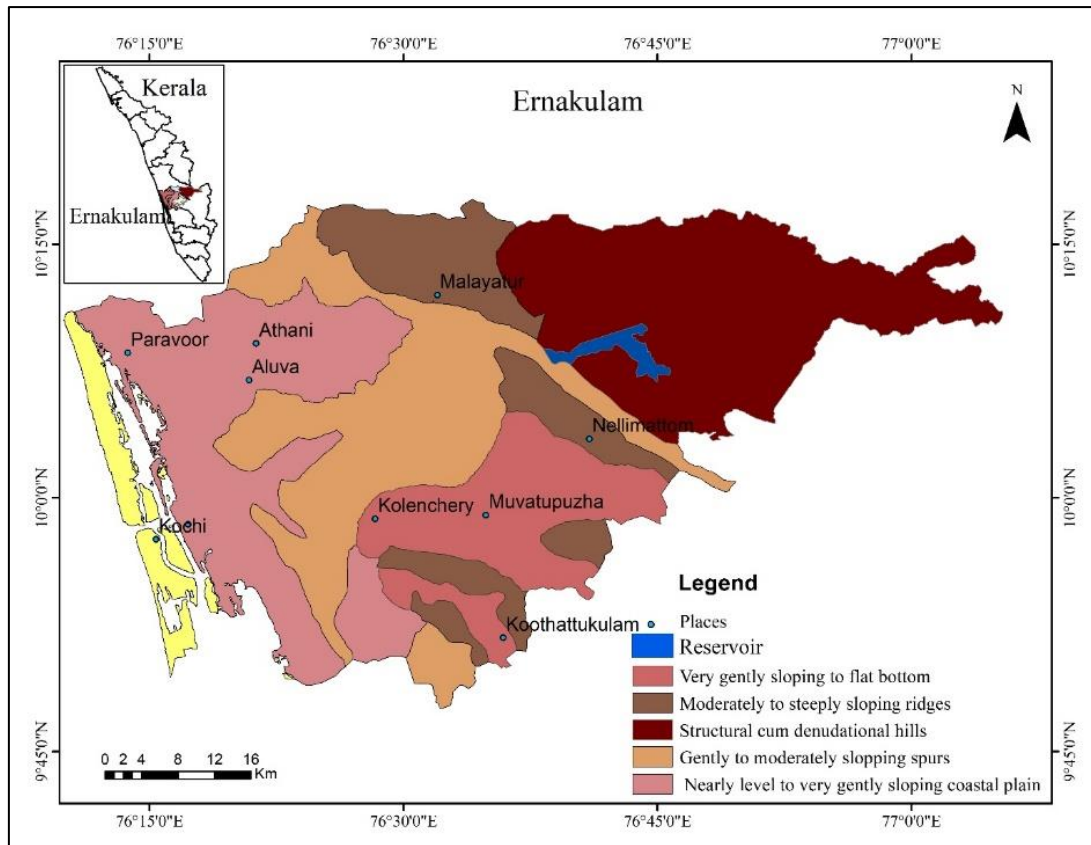 76°15'0"E 76°30'0"E 76°45'0"E 77°0'0"E
Kerala
Ernakulam
Ernakulam
N
10°15'0"N 10°15'0"N
Malayatur
Paravoor
Athani
Aluva
Nellimattom
10°0'0"N 10°0'0"N
Kolenchery
Muvatupuzha
Kochi
Koothattukulam
Legend
Places
Reservoir
Very gently sloping to flat bottom
Moderately to steeply sloping ridges
Structural cum denudational hills
Gently to moderately slopping spurs
Nearly level to very gently sloping coastal plain
9°45'0"N 9°45'0"N
0 2 4 8 12 16
Km
76°15'0"E 76°30'0"E 76°45'0"E 77°0'0"E